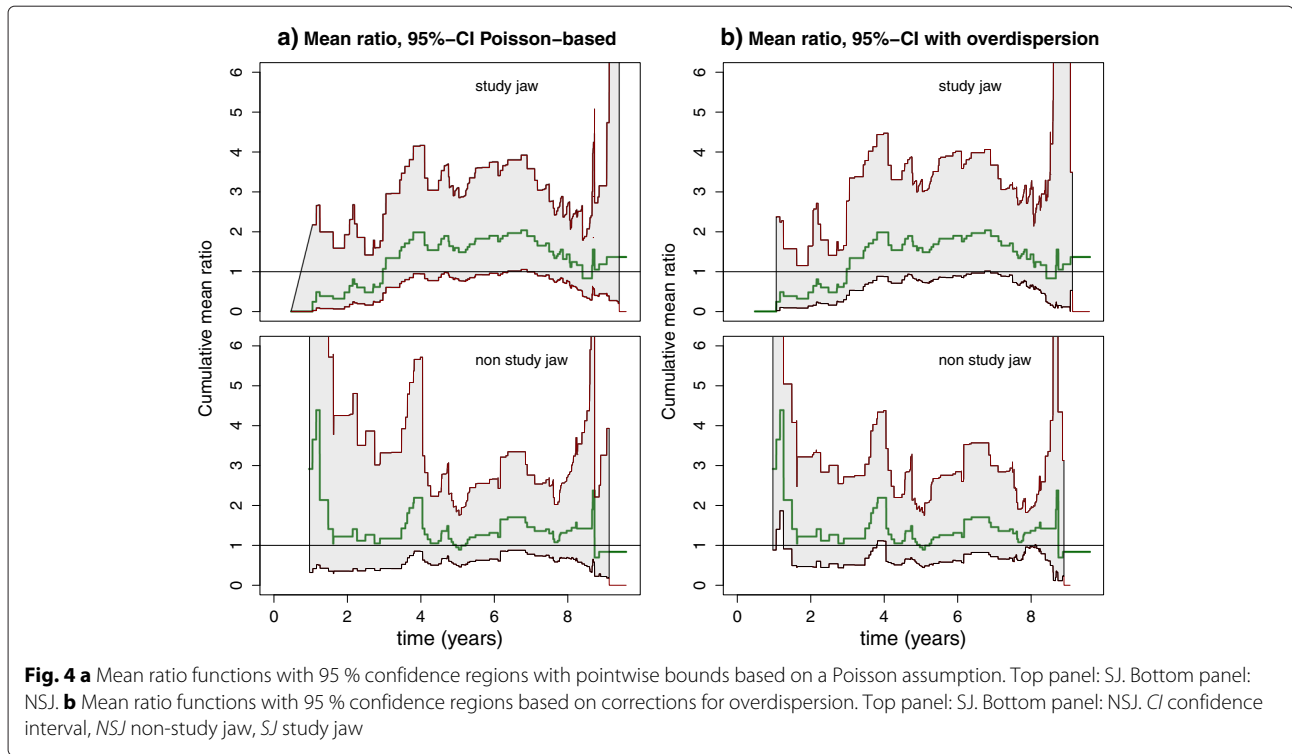 a) Mean ratio, 95%−CI Poisson−based
b) Mean ratio, 95%−CI with overdispersion
Cumulative mean ratio
0 1 2 3 4 5 6
study jaw
0 1 2 3 4 5 6
non study jaw
0 2 4 6 8
time (years)
Cumulative mean ratio
0 1 2 3 4 5 6
study jaw
0 1 2 3 4 5 6
non study jaw
0 2 4 6 8
time (years)
Fig. 4 a Mean ratio functions with 95 % confidence regions with pointwise bounds based on a Poisson assumption. Top panel: SJ. Bottom panel:
NSJ. b Mean ratio functions with 95 % confidence regions based on corrections for overdispersion. Top panel: SJ. Bottom panel: NSJ. CI confidence
interval, NSJ non-study jaw, SJ study jaw